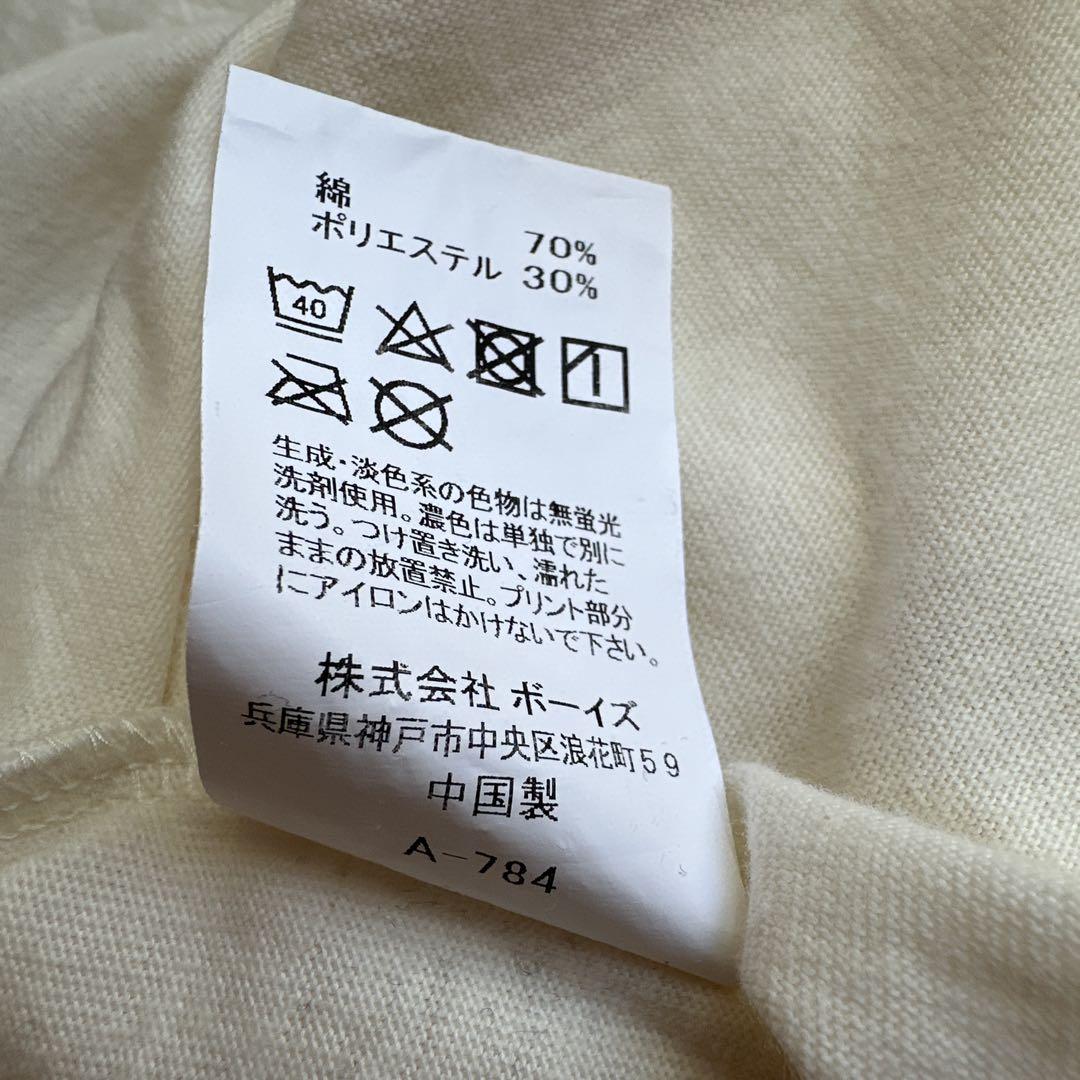 綿 70%
ポリエステル 30%
40
生成・淡色系の色物は無蛍光
洗剤使用。濃色は単独で別に
洗う。つけ置き洗い、濡れた
ままの放置禁止。プリント部分
にアイロンはかけないで下さい。
株式会社 ボーイズ
兵庫県神戸市中央区浪花町59
中国製
A-784